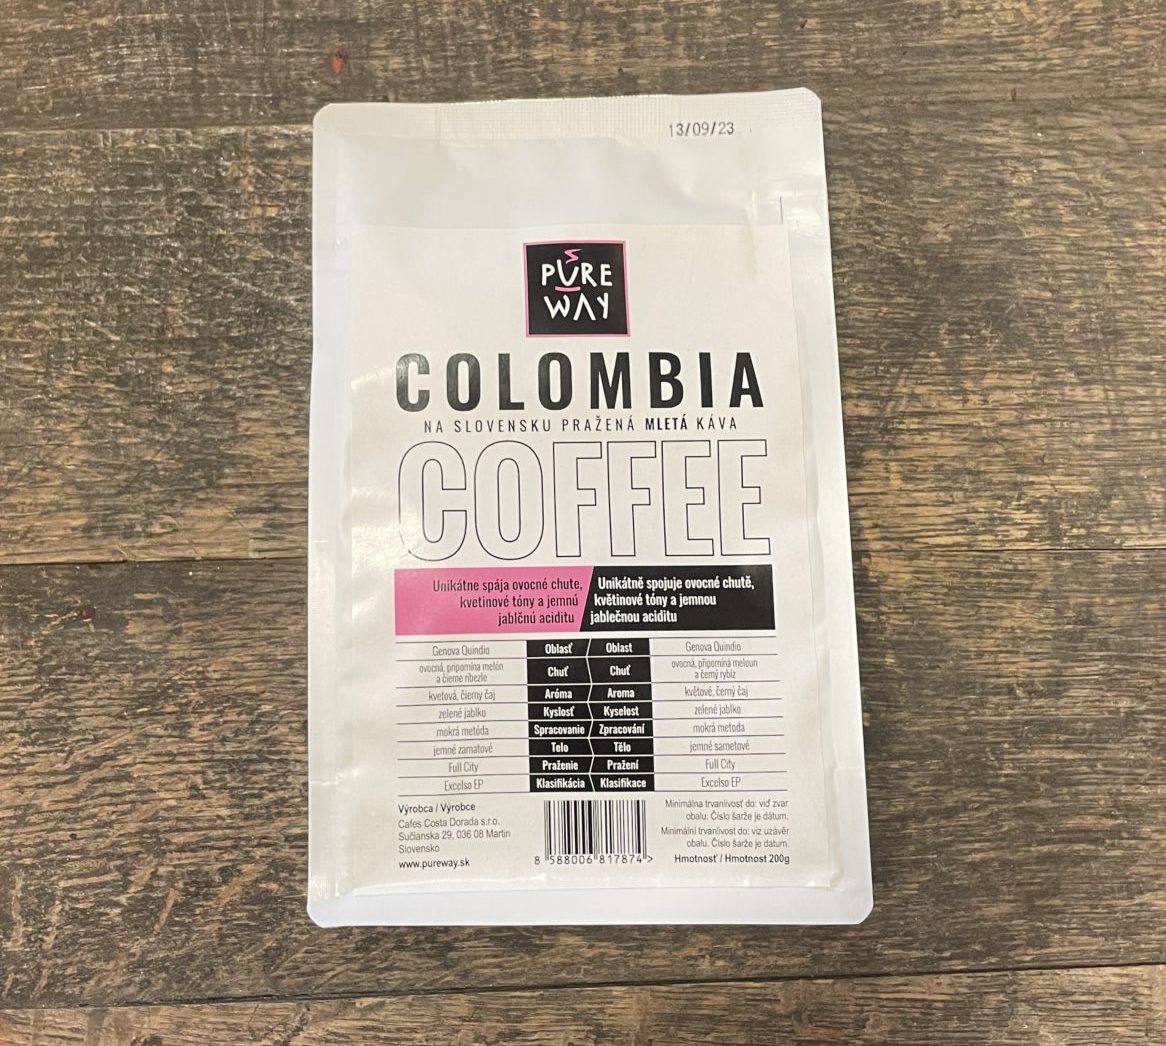 13/09/23
PURE
WAY
COLOMBIA
NA SLOVENSKU PRAŽENÁ MLETÁ KÁVA
COFFEE
Unikátne spája ovocné chute,
kvetinové tóny a jemnú
jablčnú aciditu
Unikátně spojuje ovocné chutě,
květinové tóny a jemnou
jablečnou aciditu
Genova Quindio Oblasť Oblast Genova Quindio
ovocná, pripomína melón
a čierne ríbezle
Chuť Chuť
ovocná, připomíná meloun
a černý rybíz
kvetová, čierny čaj Aróma Aroma květové, černý čaj
zelené jablko Kyslosť Kyselost zelené jablko
mokrá metóda Spracovanie Zpracování mokrá metoda
jemné zamatové Telo Tělo jemné sametové
Full City Praženie Pražení Full City
Excelso EP Klasifikácia Klasifikace Excelso EP
Výrobca / Výrobce
Cafes Costa Dorada s.r.o.
Sučianska 29, 036 08 Martin
Slovensko
www.pureway.sk
8 588006 817874 >
Minimálna trvanlivosť do: viď zvar
obalu. Číslo šarže je dátum.
Minimální trvanlivost do: viz uzávěr
obalu. Číslo šarže je datum.
Hmotnosť / Hmotnost 200g